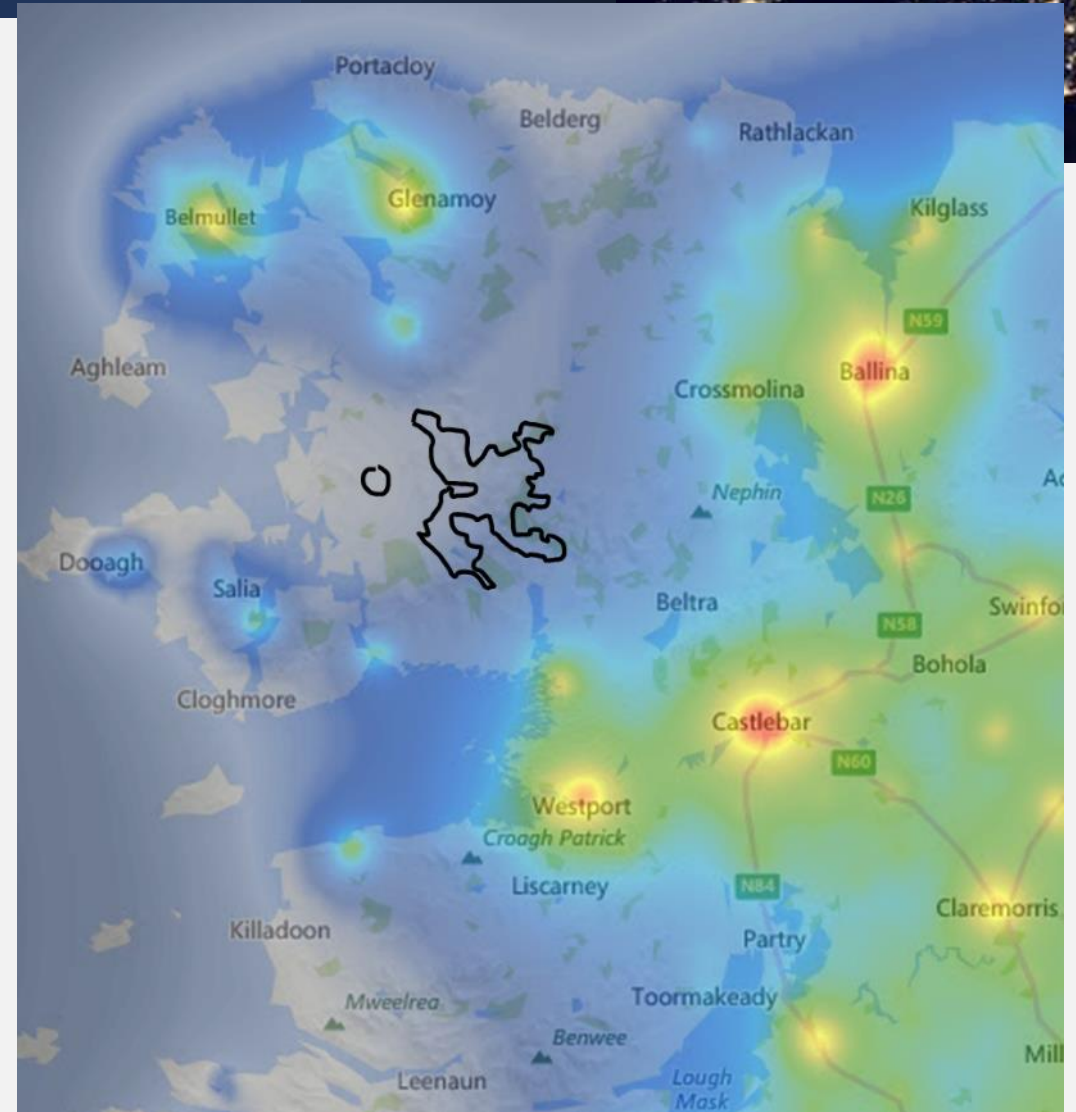 Portacloy
Belderg
Rathlackan
Glenamoy
Belmullet
Kilglass
N59
Aghleam
Ballina
Crossmolina
Nephin
N26
Dooagh
Salia
Beltra
Swinfo
N58
Bohola
Cloghmore
Castlebar
N60
Westport
Croagh Patrick
Liscarney
N84
Claremorris
Killadoon
Partry
Mweelrea
Toormakeady
Benwee
Mill
Leenaun
Lough
Mask